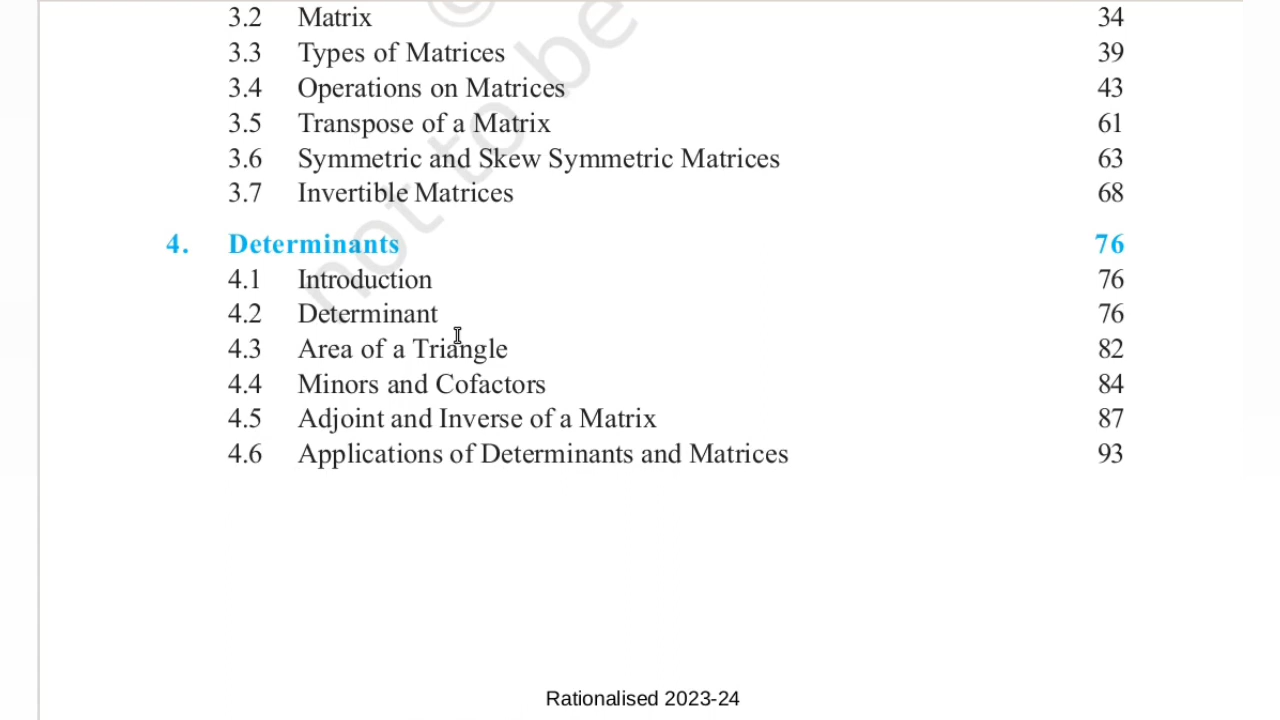 3.2 Matrix 34
3.3 Types of Matrices 39
3.4 Operations on Matrices 43
3.5 Transpose of a Matrix 61
3.6 Symmetric and Skew Symmetric Matrices 63
3.7 Invertible Matrices 68
4. Determinants 76
4.1 Introduction 76
4.2 Determinant 76
4.3 Area of a Triangle 82
4.4 Minors and Cofactors 84
4.5 Adjoint and Inverse of a Matrix 87
4.6 Applications of Determinants and Matrices 93
not to be
©
Rationalised 2023-24